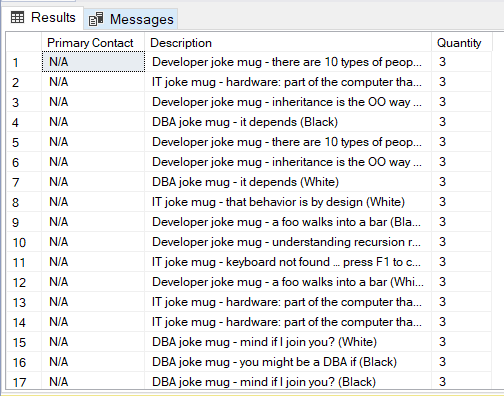 Results Messages
Primary Contact Description Quantity
1 N/A Developer joke mug - there are 10 types of peop... 3
2 N/A IT joke mug - hardware: part of the computer tha... 3
3 N/A Developer joke mug - inheritance is the OO way ... 3
4 N/A DBA joke mug - it depends (Black) 3
5 N/A Developer joke mug - there are 10 types of peop... 3
6 N/A Developer joke mug - inheritance is the OO way ... 3
7 N/A DBA joke mug - it depends (White) 3
8 N/A IT joke mug - that behavior is by design (White) 3
9 N/A Developer joke mug - a foo walks into a bar (Bla... 3
10 N/A Developer joke mug - understanding recursion r... 3
11 N/A IT joke mug - keyboard not found … press F1 to c... 3
12 N/A Developer joke mug - a foo walks into a bar (Whi... 3
13 N/A IT joke mug - hardware: part of the computer tha... 3
14 N/A IT joke mug - hardware: part of the computer tha... 3
15 N/A DBA joke mug - mind if I join you? (White) 3
16 N/A DBA joke mug - you might be a DBA if (Black) 3
17 N/A DBA joke mug - mind if I join you? (Black) 3